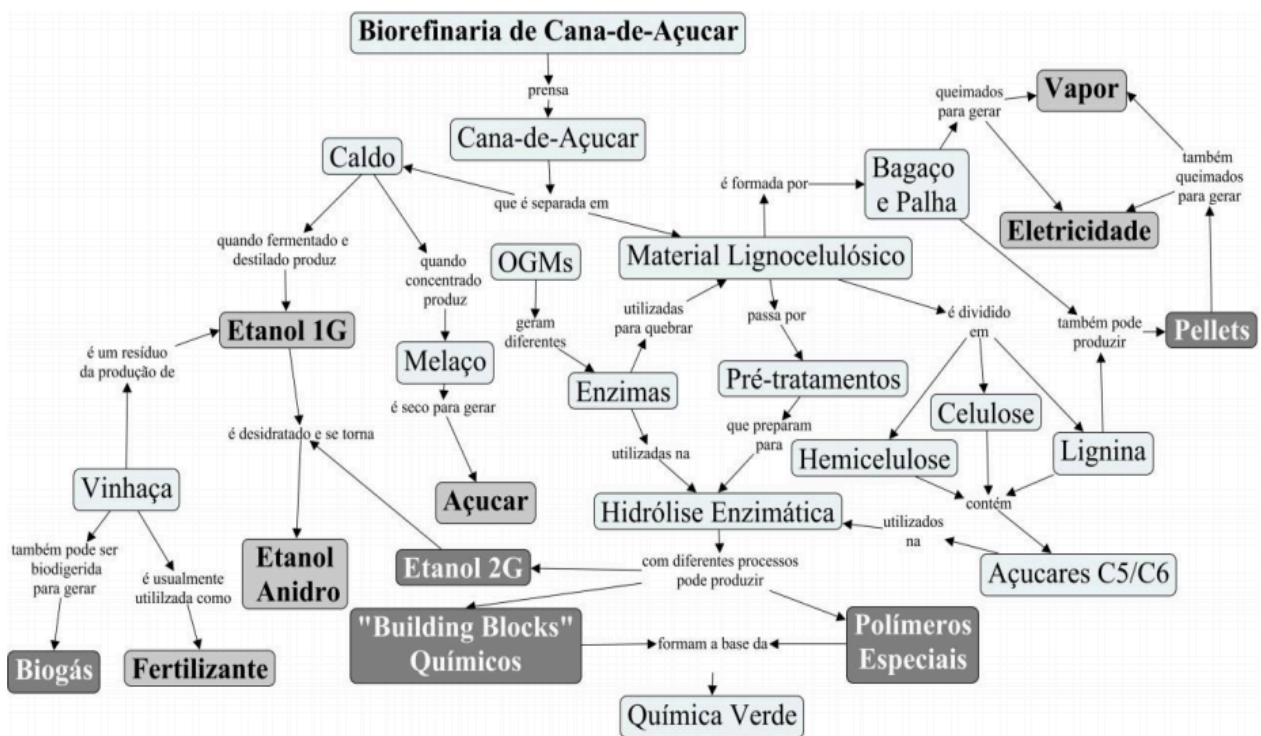 Biorefinaria de Cana-de-Açucar
prensa
Cana-de-Açucar
que é separada em
Caldo
quando fermentado e
destilado produz
Etanol 1G
é um resíduo
da produção de
Vinhaça
também pode ser
biodigerida
para gerar
Biogás
é usualmente
utililzada como
Fertilizante
é desidratado e se torna
Etanol
Anidro
quando
concentrado
produz
Melaço
é seco para gerar
Açucar
OGMs
geram
diferentes
Enzimas
utilizadas
para quebrar
utilizadas na
Material Lignocelulósico
é formada por
Bagaço
e Palha
queimados
para gerar
Vapor
Eletricidade
também
queimados
para gerar
também pode
produzir
Pellets
passa por
Pré-tratamentos
que preparam
para
é dividido
em
Hemicelulose
Celulose
Lignina
contém
Açucares C5/C6
utilizados
na
Hidrólise Enzimática
com diferentes processos
pode produzir
Etanol 2G
"Building Blocks"
Químicos
Polímeros
Especiais
formam a base da
Química Verde